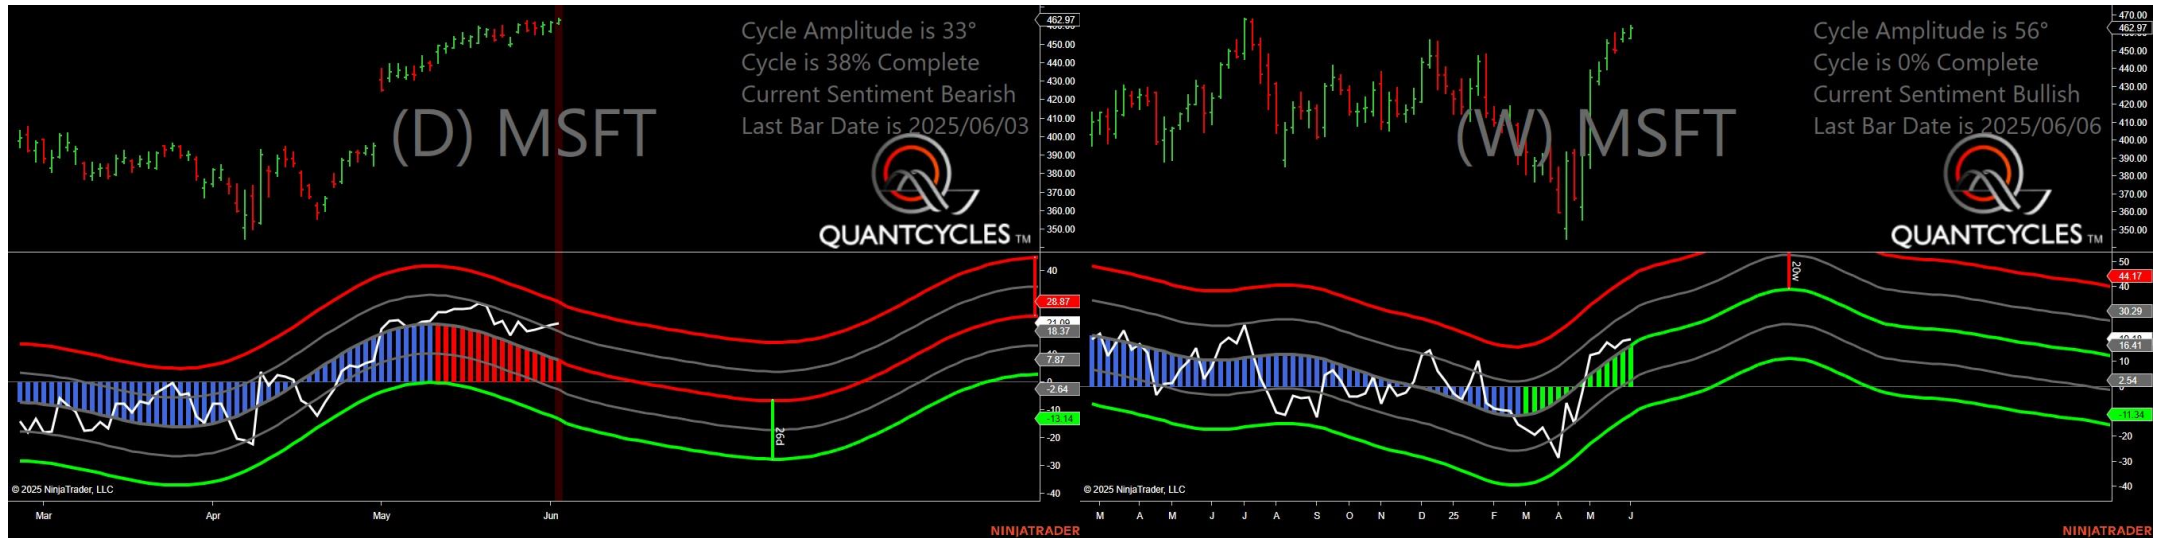 462.97
450.00
440.00
430.00
420.00
410.00
400.00
390.00
380.00
370.00
360.00
350.00
Cycle Amplitude is 33°
Cycle is 38% Complete
Current Sentiment Bearish
Last Bar Date is 2025/06/03
(D) MSFT
QUANTCYCLES TM
40
28.87
21.09
18.37
7.87
0
-2.64
-10
-13.14
-20
-30
-40
26d
© 2025 NinjaTrader, LLC
Mar Apr May Jun
NINJATRADER
470.00
462.97
450.00
440.00
430.00
420.00
410.00
400.00
390.00
380.00
370.00
360.00
350.00
Cycle Amplitude is 56°
Cycle is 0% Complete
Current Sentiment Bullish
Last Bar Date is 2025/06/06
(W) MSFT
QUANTCYCLES TM
50
44.17
40
30.29
16.41
10
2.54
-11.34
-20
-30
-40
20w
© 2025 NinjaTrader, LLC
M A M J J A S O N D 25 F M A M J
NINJATRADER